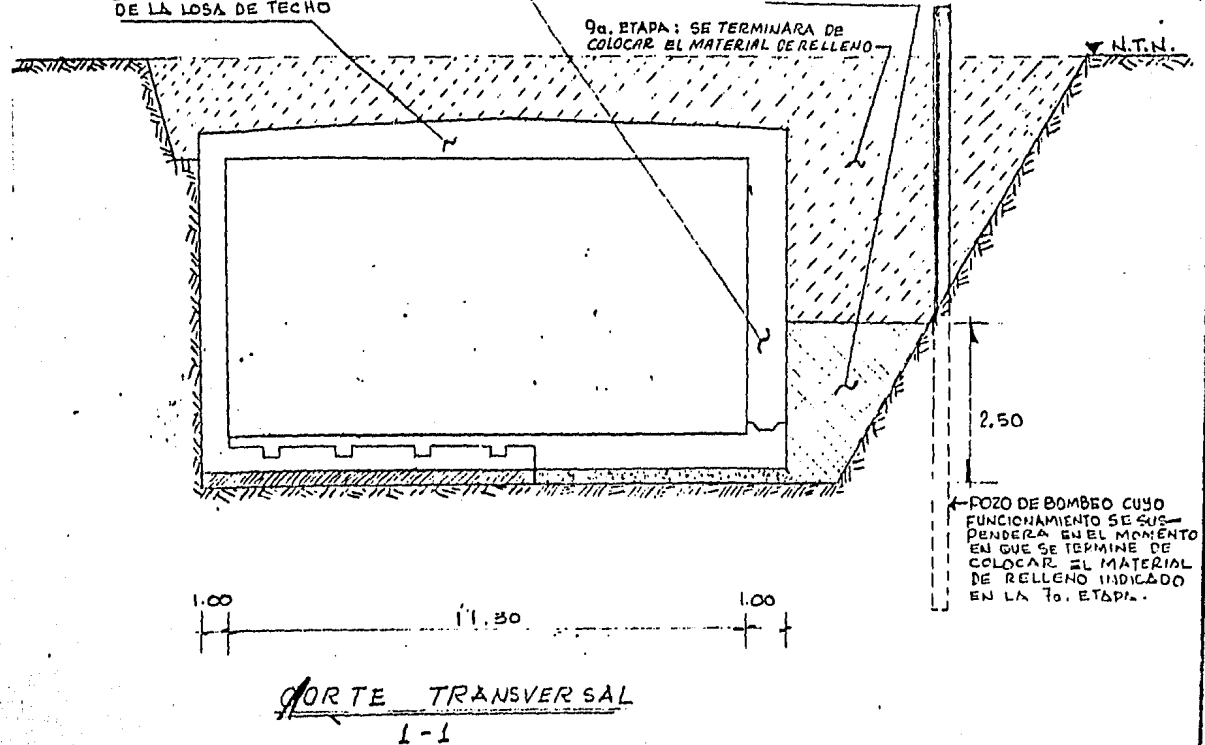 DE LA LOSA DE TECHO
9a. ETAPA: SE TERMINARA DE
COLOCAR EL MATERIAL DE RELLENO
N.T.N.
2.50
POZO DE BOMBEO CUYO
FUNCIONAMIENTO SE SUS-
PENDERA EN EL MOMENTO
EN QUE SE TERMINE DE
COLOCAR EL MATERIAL
DE RELLENO INDICADO
EN LA 7a. ETAPA.
1.00
11.30
1.00
CORTE TRANSVERSAL
1-1